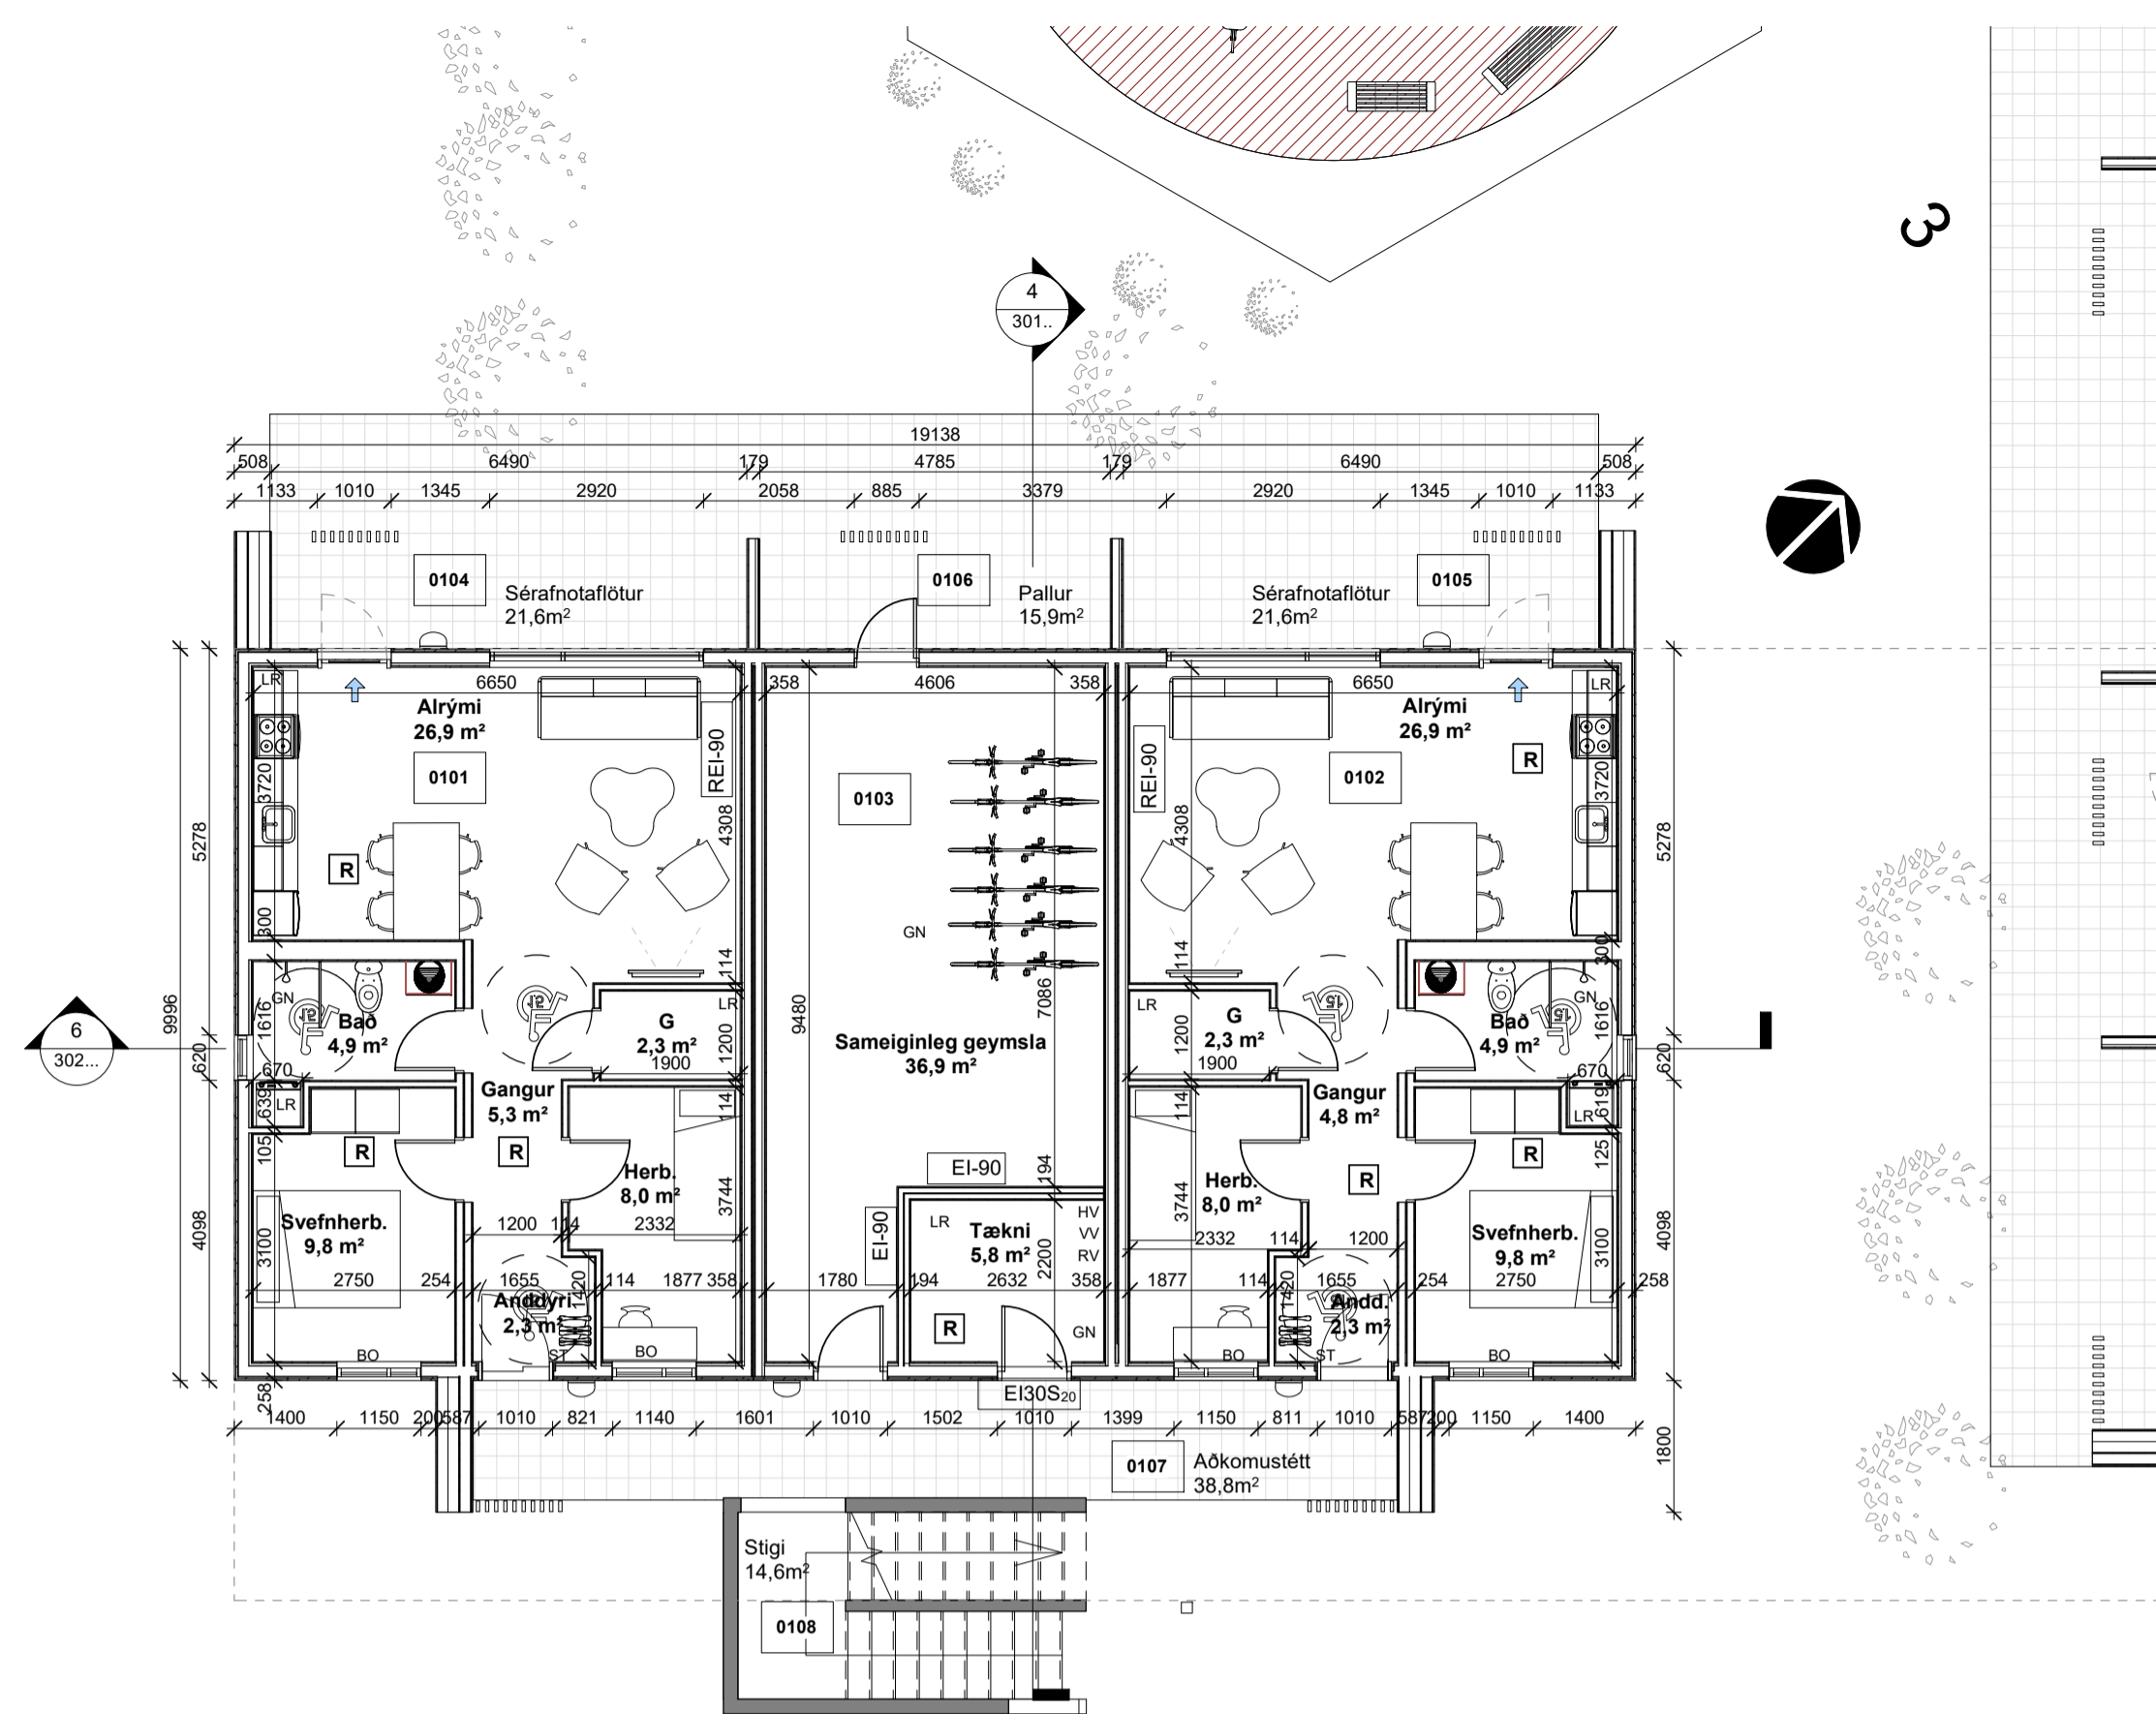 3
4
301..
19138
508 6490 179 4785 179 6490 508
1133 1010 1345 2920 2058 885 3379 2920 1345 1010 1133
0104
Sérafnotaflötur
21,6m²
0106
Pallur
15,9m²
Sérafnotaflötur
21,6m²
0105
LR
6650
358 4606 358
6650
LR
Alrými
26,9 m²
0101
REI-90
3720
300
4308
114
5278
R
0103
GN
9480
7086
Sameiginleg geymsla
36,9 m²
REI-90
4308
114
Alrými
26,9 m²
0102
R
3720
300
5278
9996
6
302...
GN
1616
620
Bað
4,9 m²
670
639
LR
105
G
2,3 m²
LR
1200
1900
114
Gangur
5,3 m²
R
R
Herb.
8,0 m²
3744
LR
G
2,3 m²
1200
1900
114
Gangur
4,8 m²
R
Herb.
8,0 m²
3744
Bað
4,9 m²
GN
1.5
1.5
1616
620
670
619
LR
125
R
4098
Svefnherb.
9,8 m²
3100
2750 254 1655 114 1877 358
1200 114 2332
1420
Anddyri
2,3 m²
ST
BO
BO
258
EI-90
EI-90
194
LR
Tækni
5,8 m²
HV
VV
RV
2200
1780 194 2632 358
R
GN
EI30S20
2332 114 1200
1877 114 1655 254 2750 258
1420
Andd.
2,3 m²
ST
BO
Svefnherb.
9,8 m²
3100
BO
4098
1800
1400 1150 200 587 1010 821 1140 1601 1010 1502 1010 1399 1150 811 1010 587 200 1150 1400
0107
Aðkomustétt
38,8m²
Stigi
14,6m²
0108